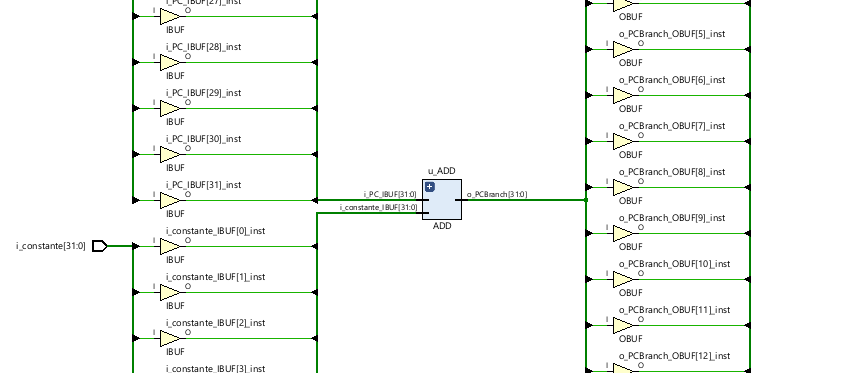 i_PC_IBUF[27]_inst
I
O
IBUF
i_PC_IBUF[28]_inst
I
O
IBUF
i_PC_IBUF[29]_inst
I
O
IBUF
i_PC_IBUF[30]_inst
I
O
IBUF
i_PC_IBUF[31]_inst
I
O
IBUF
i_constante[31:0]
i_constante_IBUF[0]_inst
I
O
IBUF
i_constante_IBUF[1]_inst
I
O
IBUF
i_constante_IBUF[2]_inst
I
O
IBUF
i_constante_IBUF[3]_inst
u_ADD
i_PC_IBUF[31:0]
i_constante_IBUF[31:0]
o_PCBranch[31:0]
ADD
I
O
OBUF
o_PCBranch_OBUF[5]_inst
I
O
OBUF
o_PCBranch_OBUF[6]_inst
I
O
OBUF
o_PCBranch_OBUF[7]_inst
I
O
OBUF
o_PCBranch_OBUF[8]_inst
I
O
OBUF
o_PCBranch_OBUF[9]_inst
I
O
OBUF
o_PCBranch_OBUF[10]_inst
I
O
OBUF
o_PCBranch_OBUF[11]_inst
I
O
OBUF
o_PCBranch_OBUF[12]_inst
I
O